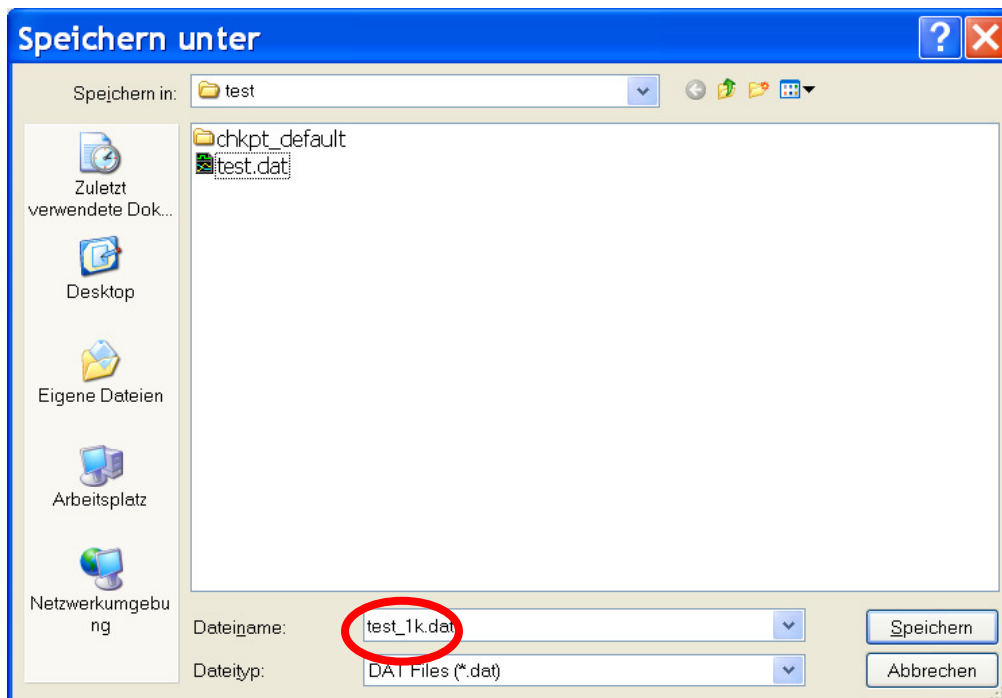 Speichern unter
Speichern in: test
chkpt_default
test.dat
Zuletzt
verwendete Dok...
Desktop
Eigene Dateien
Arbeitsplatz
Netzwerkumgebu
ng
Dateiname: test_1k.dat Speichern
Dateityp: DAT Files (*.dat) Abbrechen